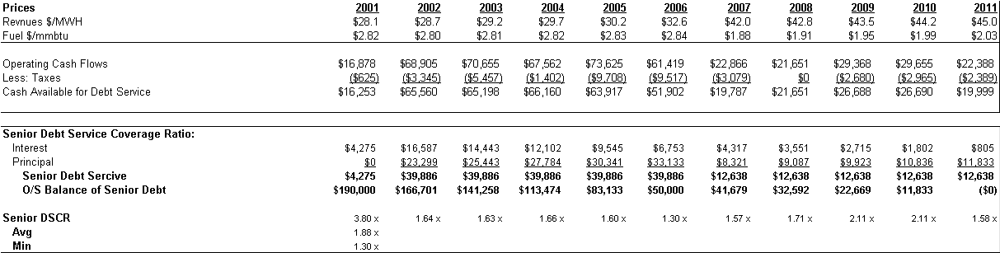 Prices 2001 2002 2003 2004 2005 2006 2007 2008 2009 2010 2011
Revnues $/MWH $28.1 $28.7 $29.2 $29.7 $30.2 $32.6 $42.0 $42.8 $43.5 $44.2 $45.0
Fuel $/mmbtu $2.82 $2.80 $2.81 $2.82 $2.83 $2.84 $1.88 $1.91 $1.95 $1.99 $2.03
Operating Cash Flows $16,878 $68,905 $70,655 $67,562 $73,625 $61,419 $22,866 $21,651 $29,368 $29,655 $22,388
Less: Taxes ($625) ($3,345) ($5,457) ($1,402) ($9,708) ($9,517) ($3,079) $0 ($2,680) ($2,965) ($2,389)
Cash Available for Debt Service $16,253 $65,560 $65,198 $66,160 $63,917 $51,902 $19,787 $21,651 $26,688 $26,690 $19,999
Senior Debt Service Coverage Ratio:
Interest $4,275 $16,587 $14,443 $12,102 $9,545 $6,753 $4,317 $3,551 $2,715 $1,802 $805
Principal $0 $23,299 $25,443 $27,784 $30,341 $33,133 $8,321 $9,087 $9,923 $10,836 $11,833
Senior Debt Sercive $4,275 $39,886 $39,886 $39,886 $39,886 $39,886 $12,638 $12,638 $12,638 $12,638 $12,638
O/S Balance of Senior Debt $190,000 $166,701 $141,258 $113,474 $83,133 $50,000 $41,679 $32,592 $22,669 $11,833 ($0)
Senior DSCR 3.80 x 1.64 x 1.63 x 1.66 x 1.60 x 1.30 x 1.57 x 1.71 x 2.11 x 2.11 x 1.58 x
Avg 1.88 x
Min 1.30 x